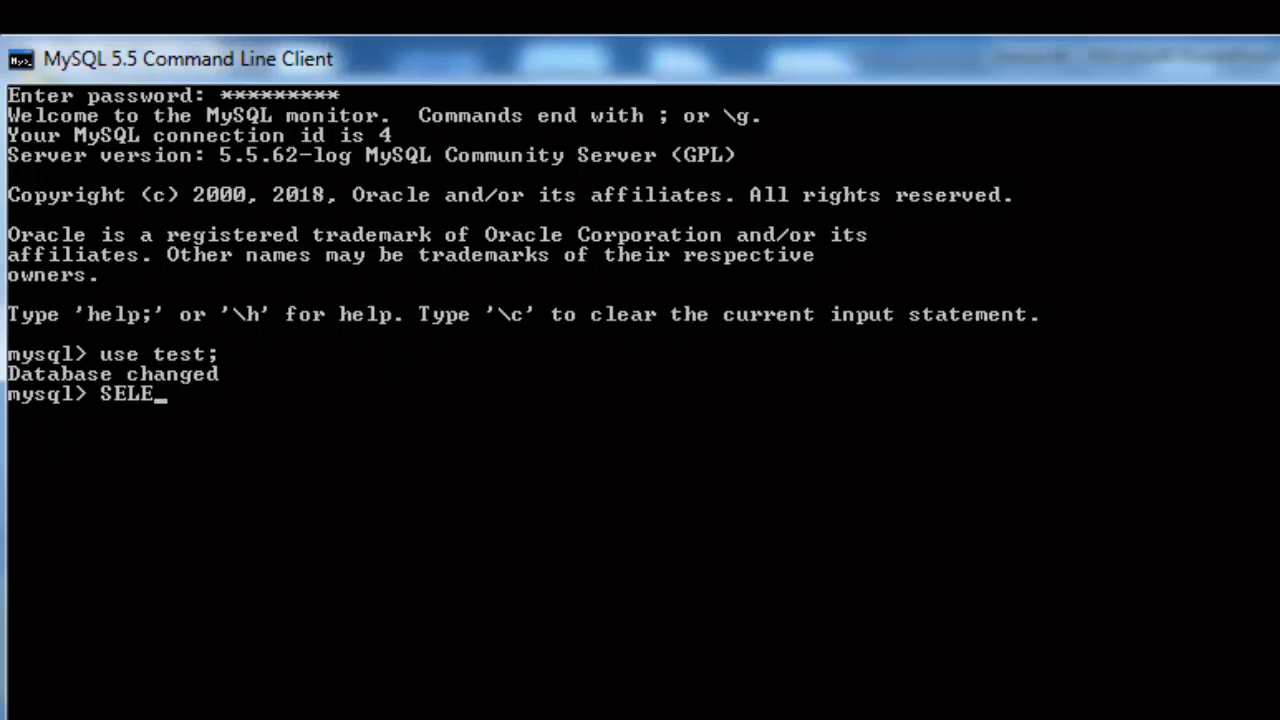 MySQL 5.5 Command Line Client
Enter password: *********
Welcome to the MySQL monitor.  Commands end with ; or \g.
Your MySQL connection id is 4
Server version: 5.5.62-log MySQL Community Server (GPL)
Copyright (c) 2000, 2018, Oracle and/or its affiliates. All rights reserved.
Oracle is a registered trademark of Oracle Corporation and/or its
affiliates. Other names may be trademarks of their respective
owners.
Type 'help;' or '\h' for help. Type '\c' to clear the current input statement.
mysql> use test;
Database changed
mysql> SELE_